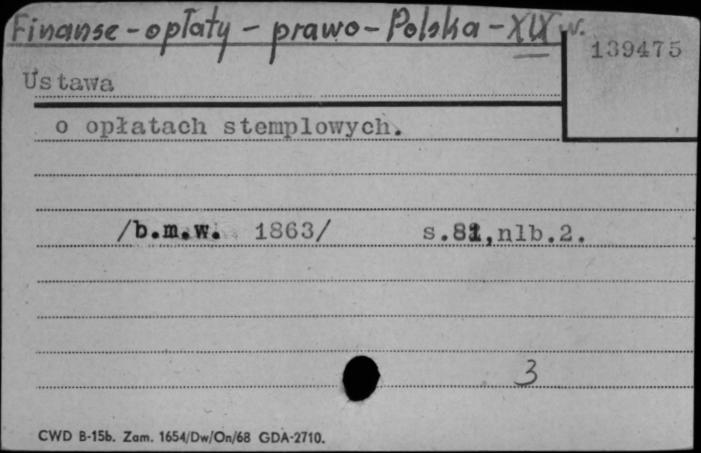 Finanse - opłaty - prawo - Polska - XIX w.
139475
Ustawa
o opłatach stemplowych.
/b.m.w. 1863/ s.81,nlb.2.
3
CWD B-15b. Zam. 1654/Dw/On/68 GDA-2710.